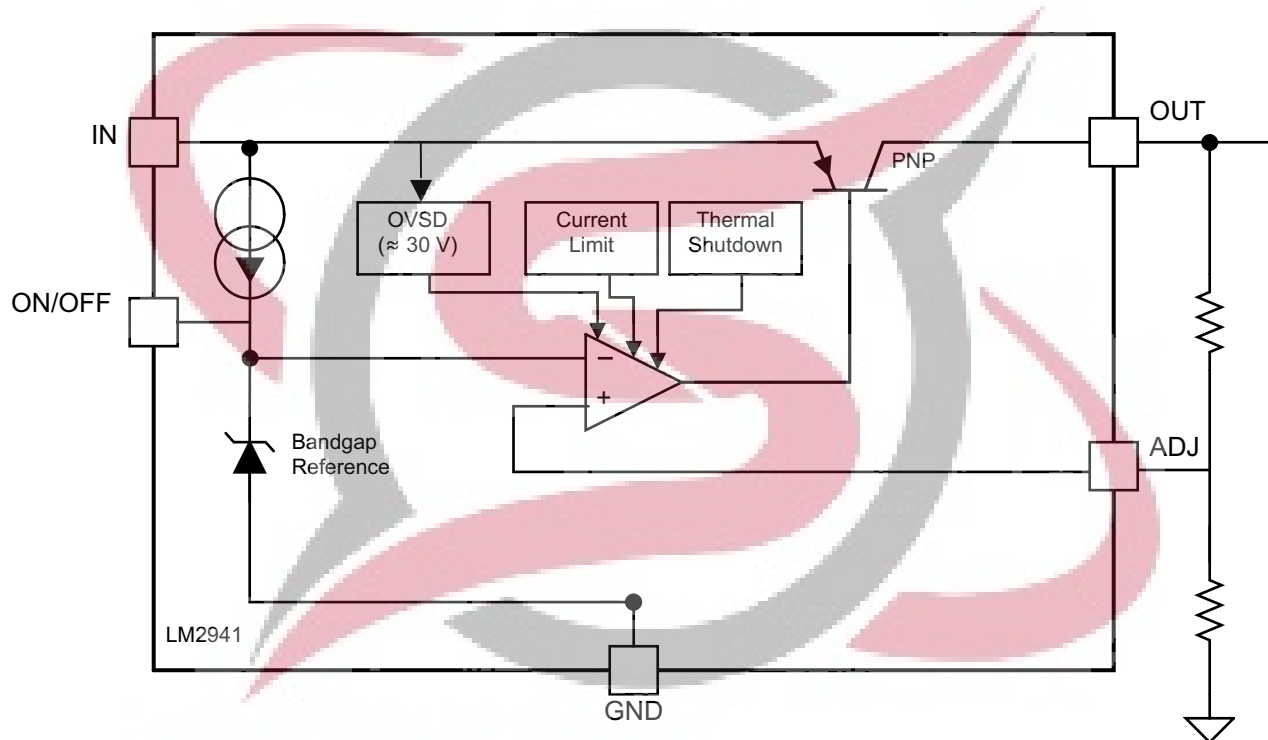 IN
OUT
PNP
OVSD
(≈ 30 V)
Current
Limit
Thermal
Shutdown
ON/OFF
−
+
Bandgap
Reference
ADJ
LM2941
GND